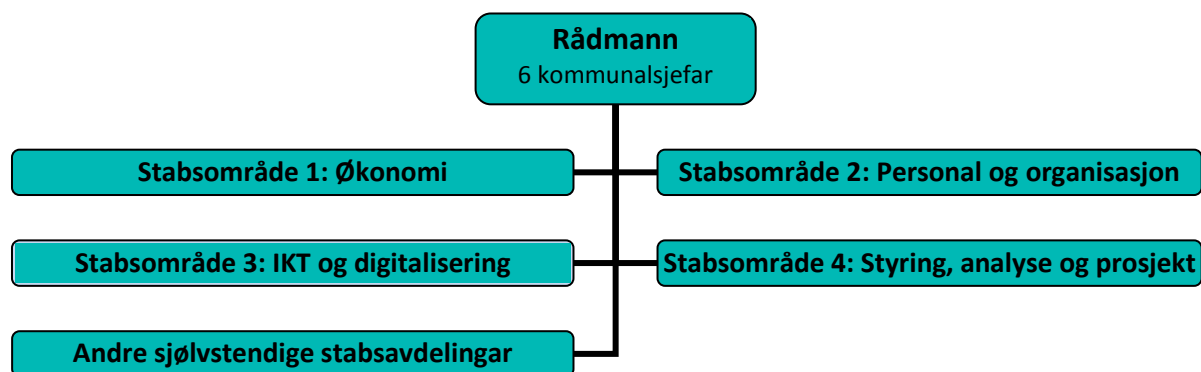 Rådmann
6 kommunalsjefar
Stabsområde 1: Økonomi
Stabsområde 2: Personal og organisasjon
Stabsområde 3: IKT og digitalisering
Stabsområde 4: Styring, analyse og prosjekt
Andre sjølvstendige stabsavdelingar